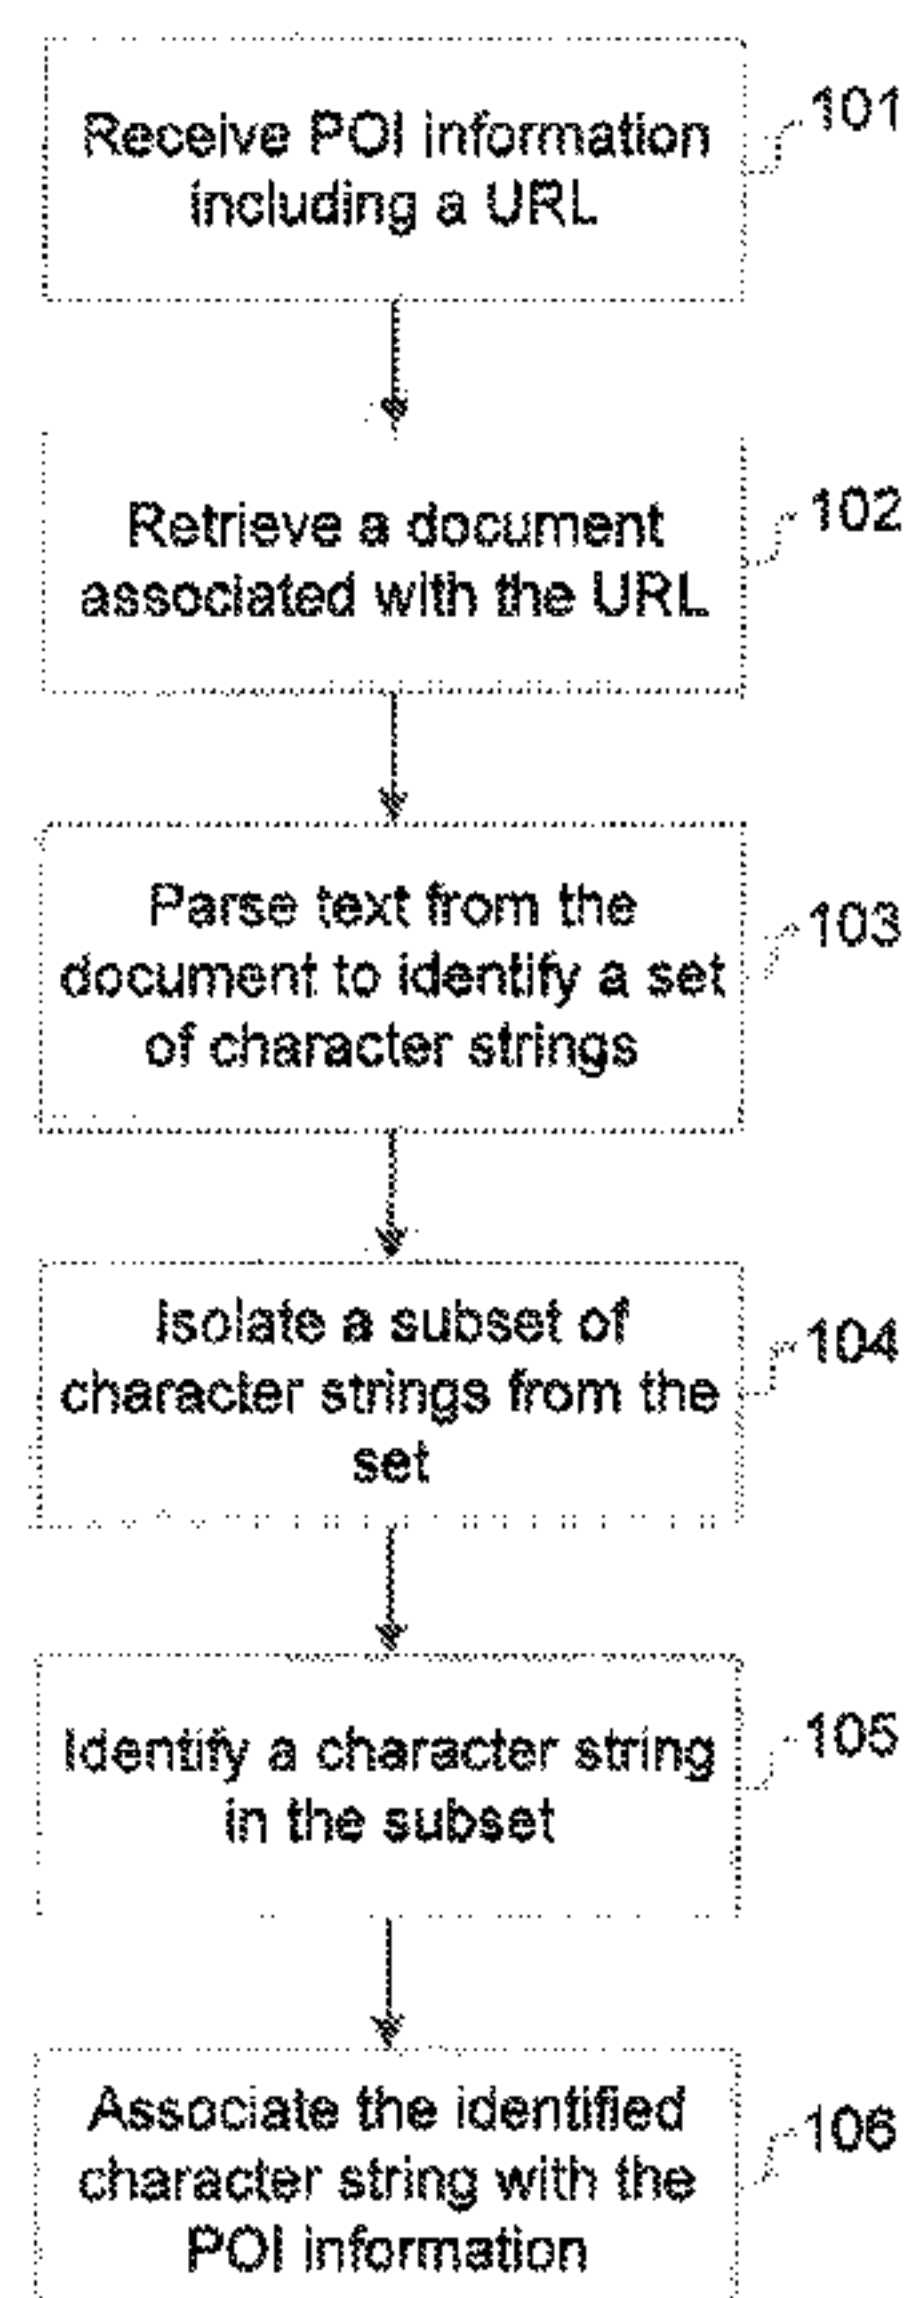 Receive POI information
including a URL
101
Retrieve a document
associated with the URL
102
Parse text from the
document to identify a set
of character strings
103
Isolate a subset of
character strings from the
set
104
Identify a character string
in the subset
105
Associate the identified
character string with the
POI information
106